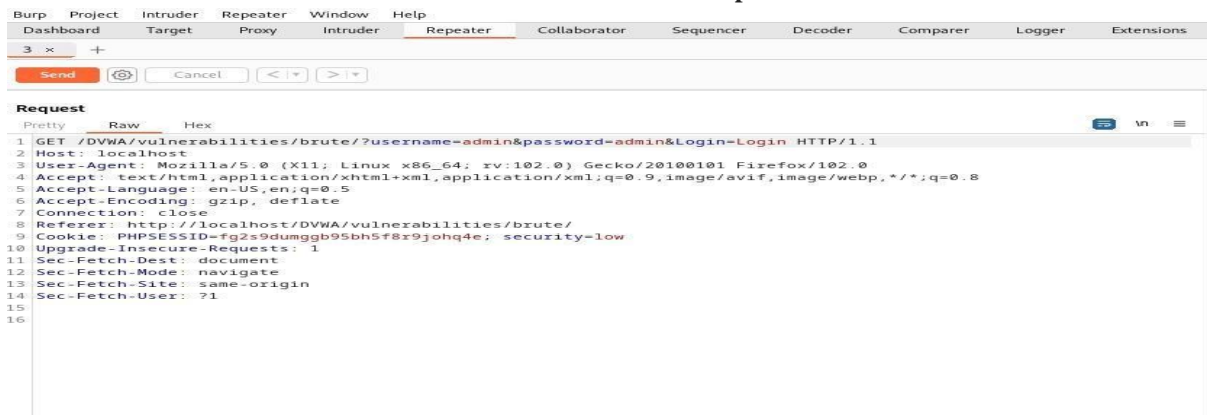 Burp Project Intruder Repeater Window Help
Dashboard Target Proxy Intruder Repeater Collaborator Sequencer Decoder Comparer Logger Extensions
3 × +
Send Cancel < >
Request
Pretty Raw Hex \n
1 GET /DVWA/vulnerabilities/brute/?username=admin&password=admin&Login=Login HTTP/1.1
2 Host: localhost
3 User-Agent: Mozilla/5.0 (X11; Linux x86_64; rv:102.0) Gecko/20100101 Firefox/102.0
4 Accept: text/html,application/xhtml+xml,application/xml;q=0.9,image/avif,image/webp,*/*;q=0.8
5 Accept-Language: en-US,en;q=0.5
6 Accept-Encoding: gzip, deflate
7 Connection: close
8 Referer: http://localhost/DVWA/vulnerabilities/brute/
9 Cookie: PHPSESSID=fg2s9dumggb95bh5f8r9johq4e; security=low
10 Upgrade-Insecure-Requests: 1
11 Sec-Fetch-Dest: document
12 Sec-Fetch-Mode: navigate
13 Sec-Fetch-Site: same-origin
14 Sec-Fetch-User: ?1
15
16